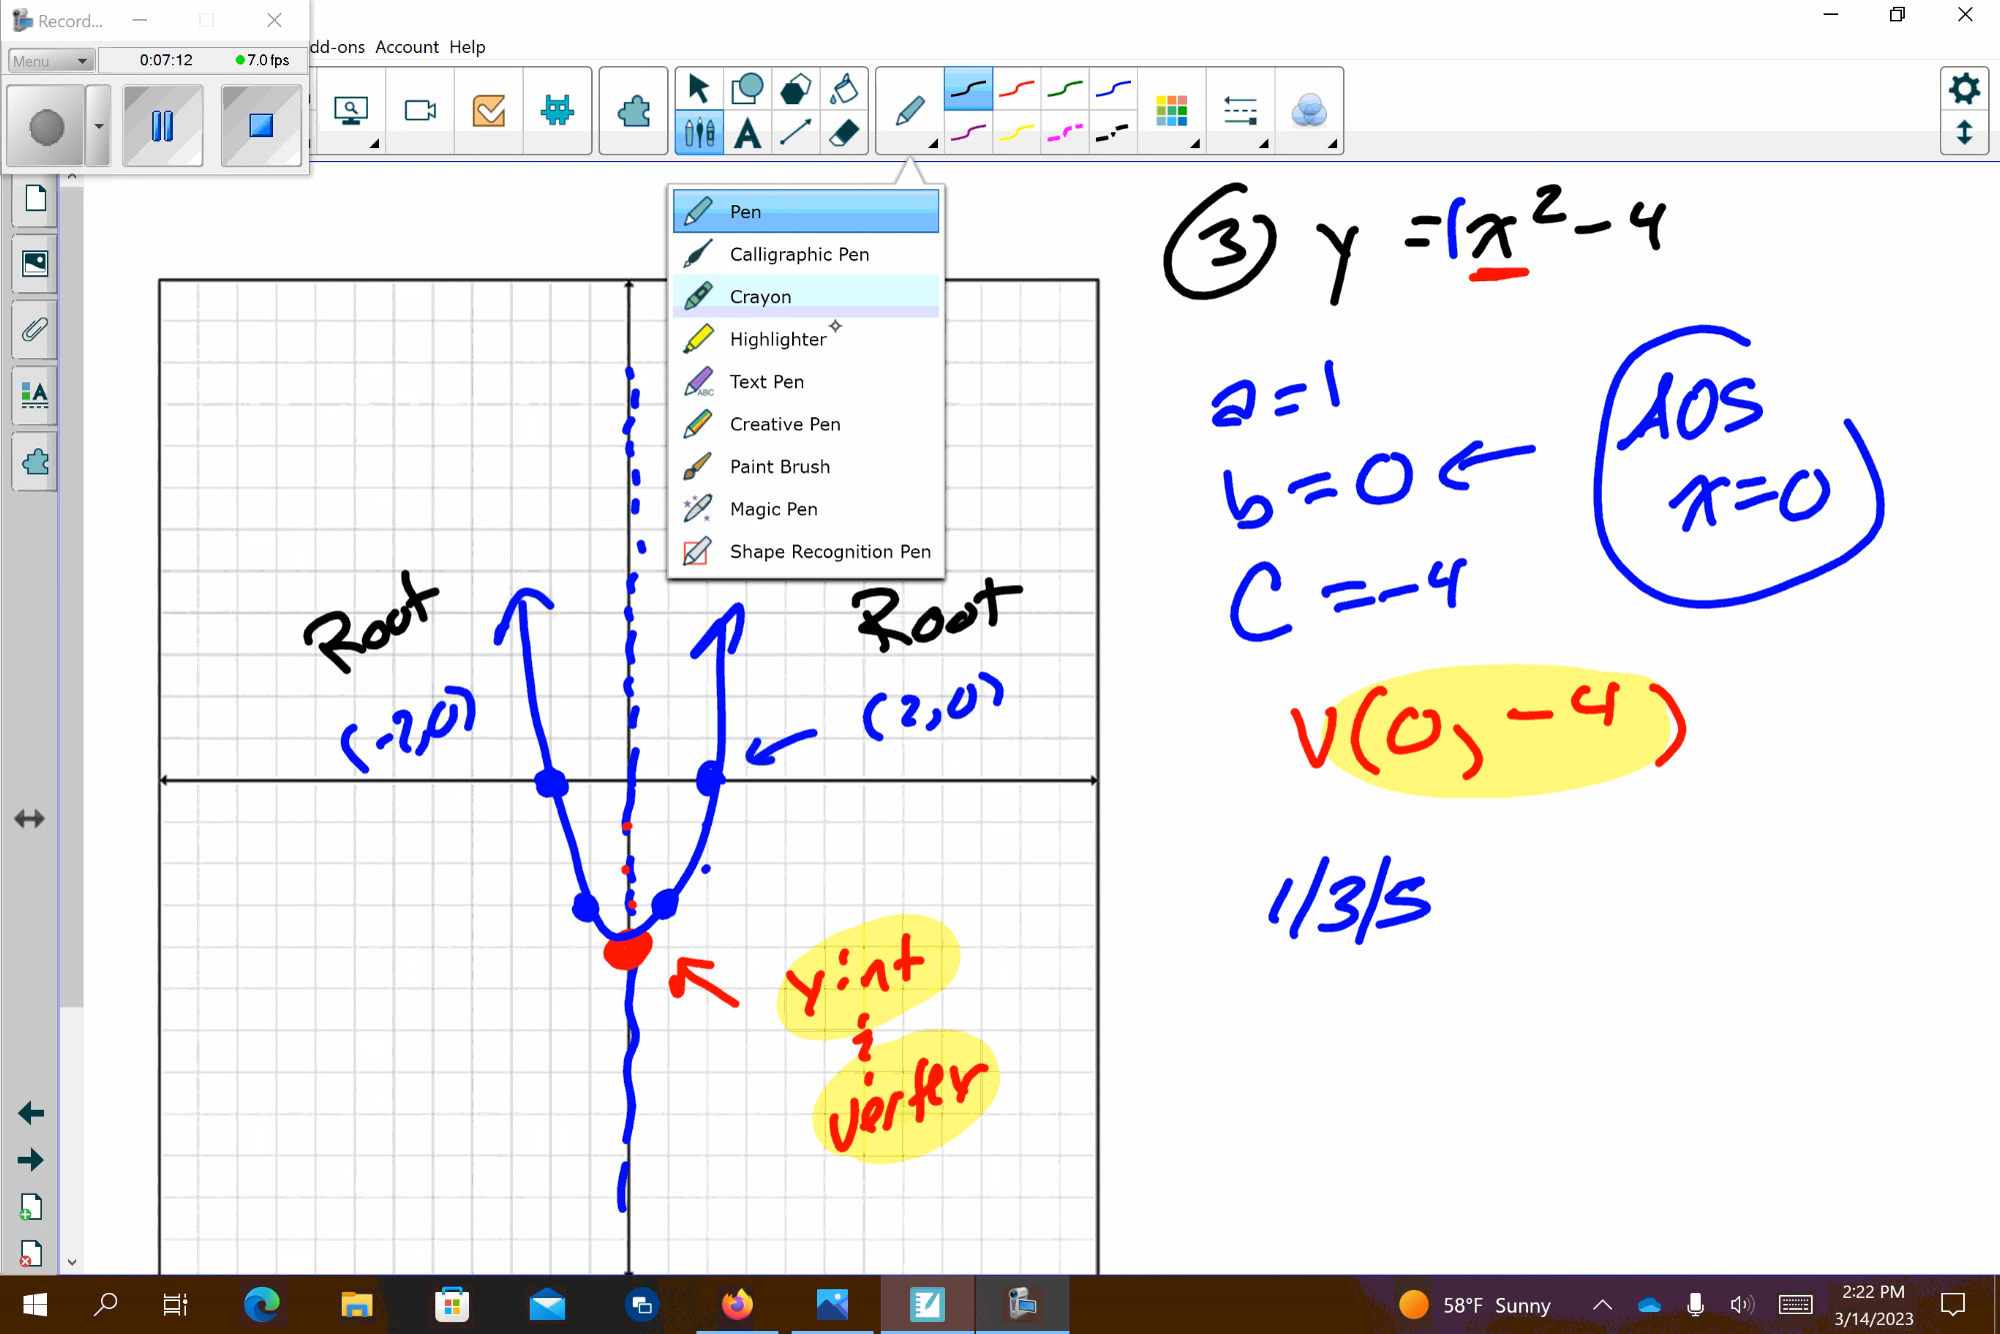 Record...
Menu
0:07:12
7.0 fps
dd-ons Account Help
Pen
Calligraphic Pen
Crayon
Highlighter
Text Pen
Creative Pen
Paint Brush
Magic Pen
Shape Recognition Pen
③ y = 1x² - 4
a = 1
b = 0 ←
C = -4
AOS
x = 0
V(0, -4)
1/3/5
Root
(-2,0)
Root
(2,0)
yint
&
vertex
58°F Sunny
2:22 PM
3/14/2023